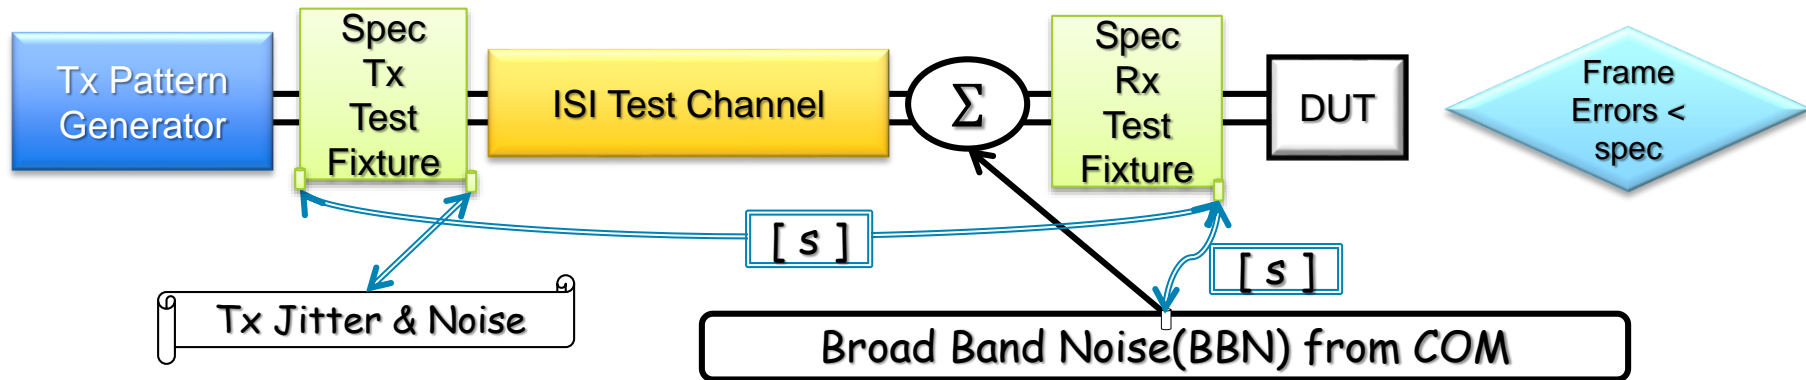 Tx Pattern
Generator
Spec
Tx
Test
Fixture
ISI Test Channel
Σ
Spec
Rx
Test
Fixture
DUT
Frame
Errors <
spec
[ s ]
[ s ]
Tx Jitter & Noise
Broad Band Noise(BBN) from COM